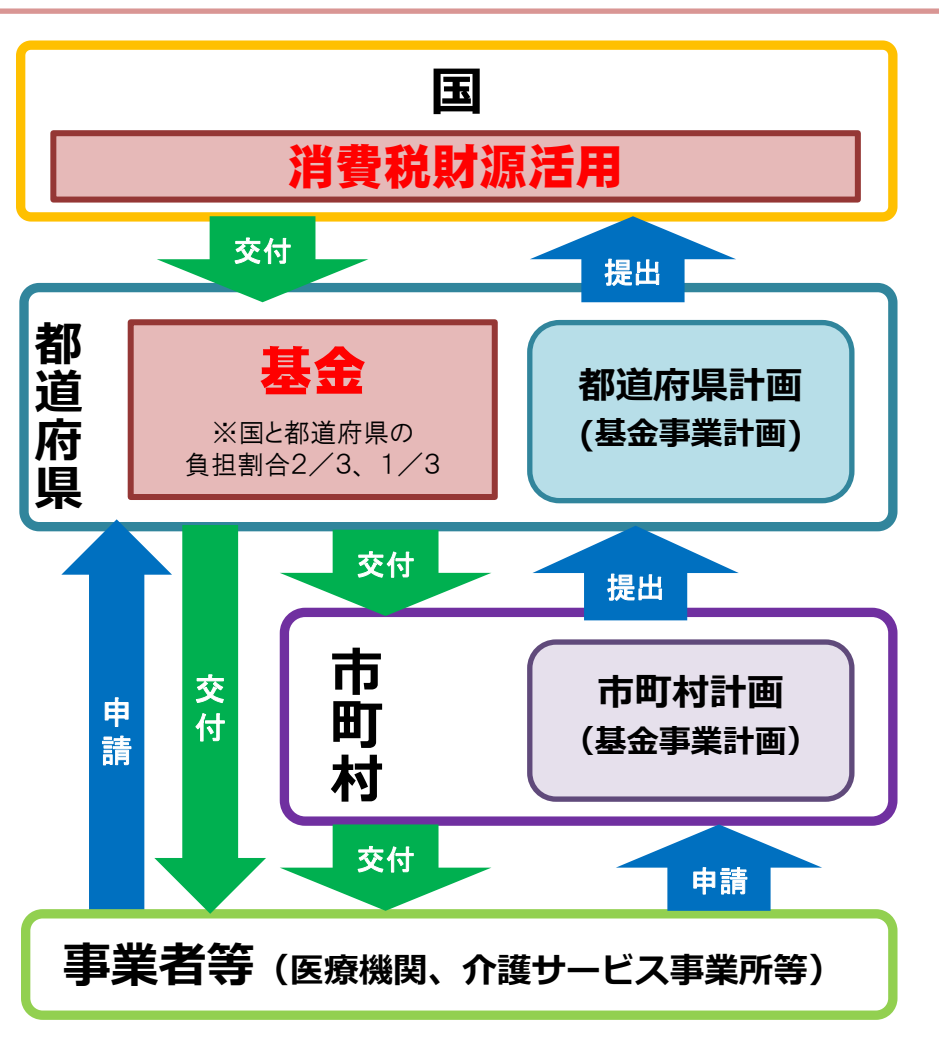 国
消費税財源活用
交付
提出
都道府県
基金
※国と都道府県の
負担割合2／3、1／3
都道府県計画
(基金事業計画)
申請
交付
交付
提出
市町村
市町村計画
（基金事業計画）
交付
申請
事業者等（医療機関、介護サービス事業所等）